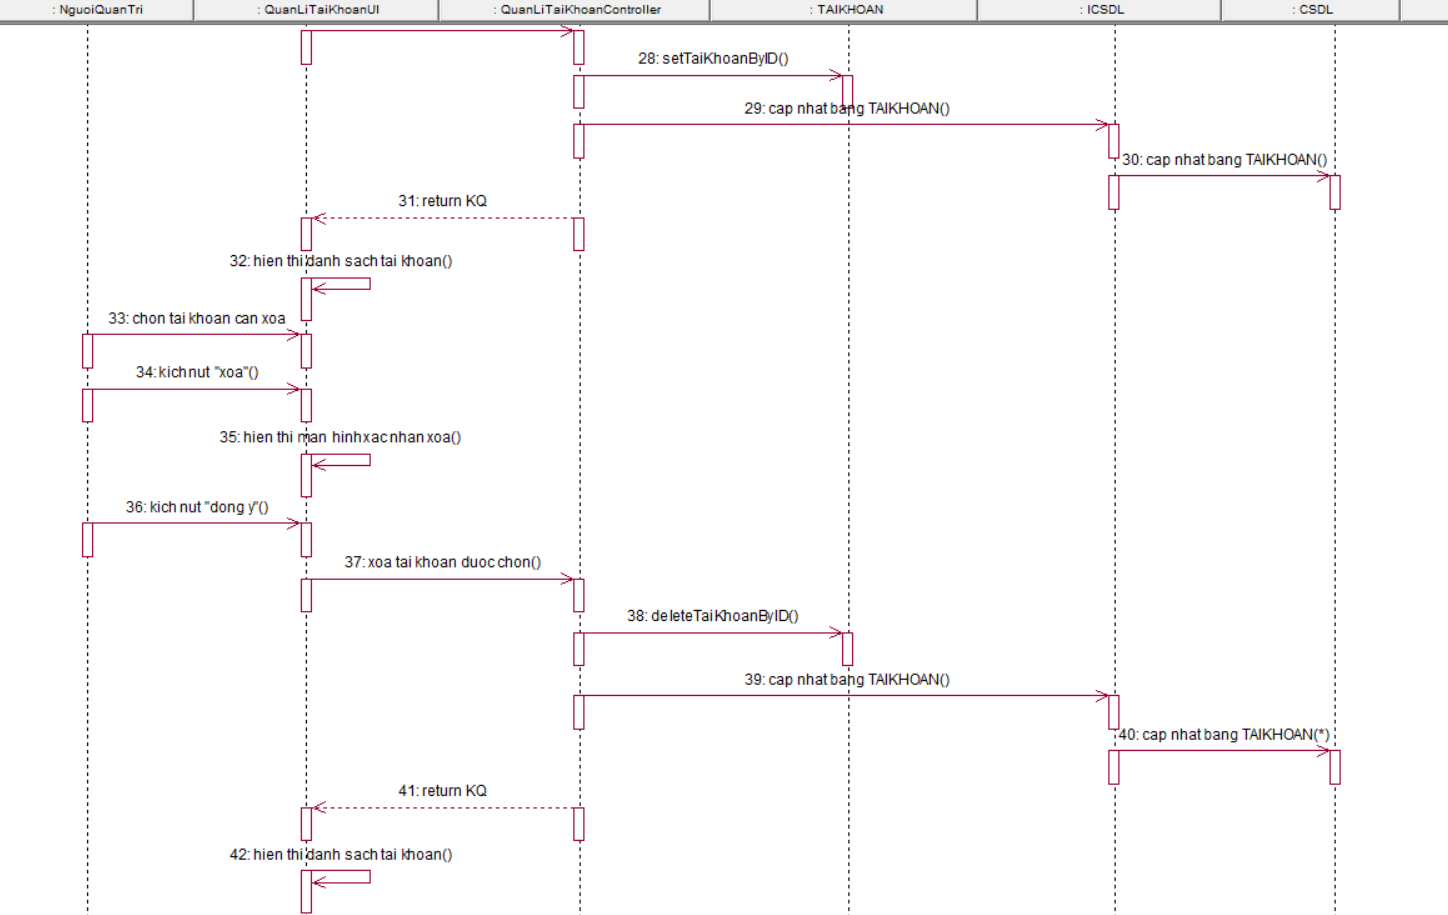 : NguoiQuanTri
: QuanLiTaiKhoanUI
: QuanLiTaiKhoanController
: TAIKHOAN
: ICSDL
: CSDL
28: setTaiKhoanByID()
29: cap nhat bang TAIKHOAN()
30: cap nhat bang TAIKHOAN()
31: return KQ
32: hien thi danh sach tai khoan()
33: chon tai khoan can xoa
34: kich nut "xoa"()
35: hien thi man hinh xac nhan xoa()
36: kich nut "dong y"()
37: xoa tai khoan duoc chon()
38: deleteTaiKhoanByID()
39: cap nhat bang TAIKHOAN()
40: cap nhat bang TAIKHOAN(*)
41: return KQ
42: hien thi danh sach tai khoan()